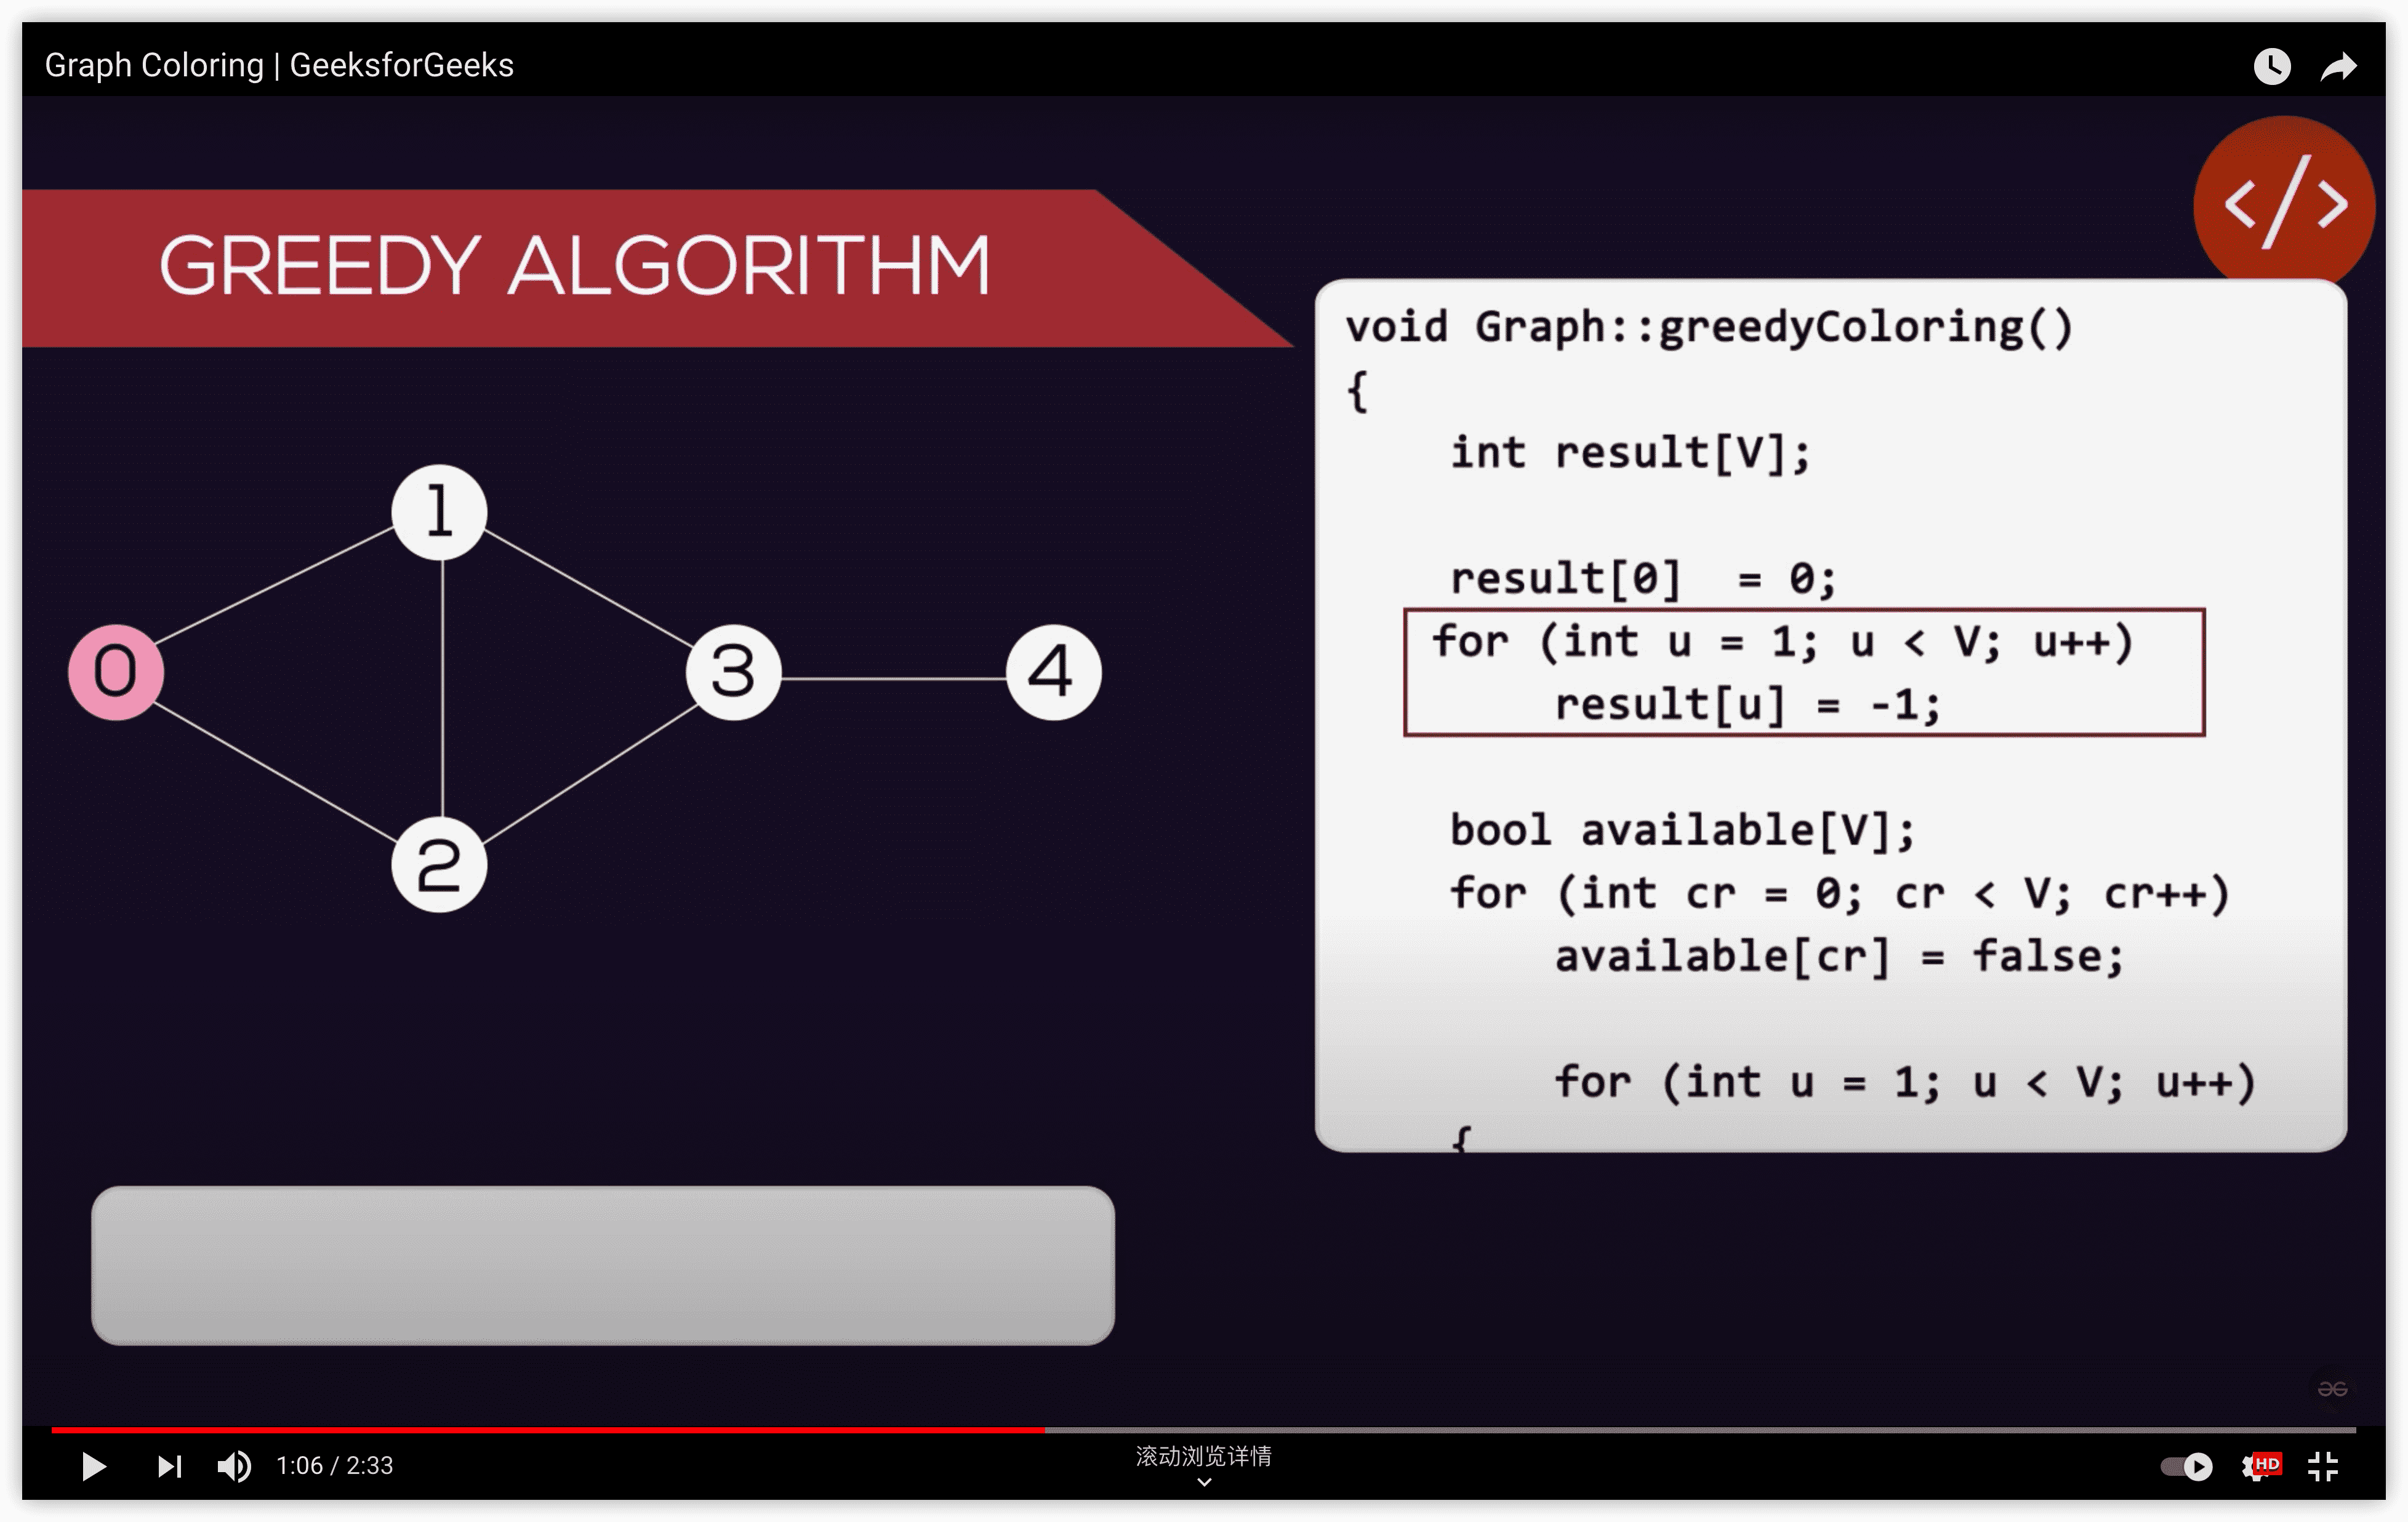 Graph Coloring | GeeksforGeeks
</>
GREEDY ALGORITHM
void Graph::greedyColoring()
{
    int result[V];
    result[0]  = 0;
    for (int u = 1; u < V; u++)
        result[u] = -1;
    bool available[V];
    for (int cr = 0; cr < V; cr++)
        available[cr] = false;
        for (int u = 1; u < V; u++)
    {
1
0
3
4
2
1:06 / 2:33
滚动浏览详情
HD